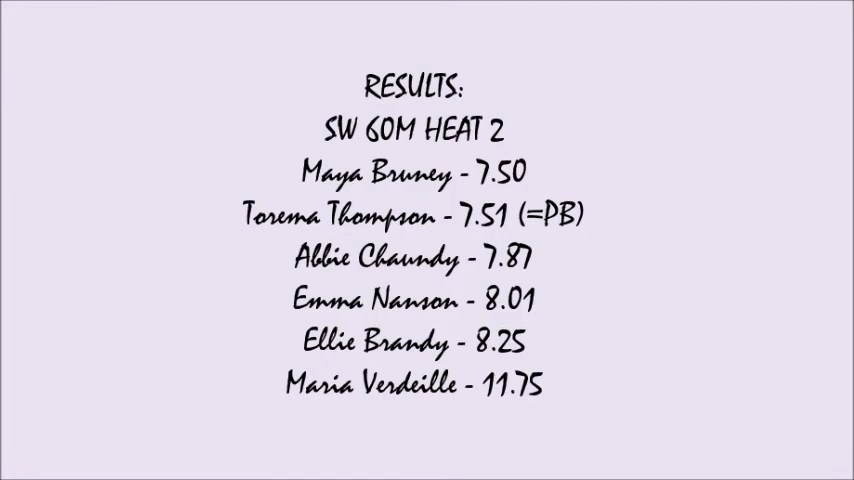 RESULTS:
SW 60M HEAT 2
Maya Bruney - 7.50
Torema Thompson - 7.51 (=PB)
Abbie Chaundy - 7.87
Emma Nanson - 8.01
Ellie Brandy - 8.25
Maria Verdeille - 11.75